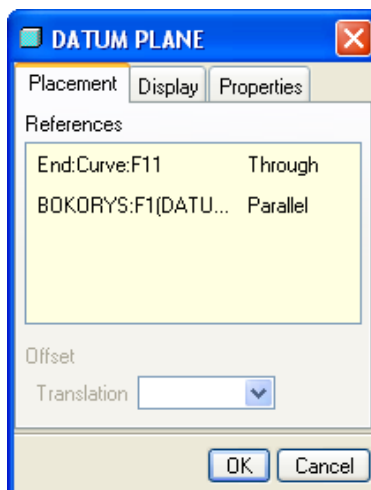 DATUM PLANE
Placement Display Properties
References
End:Curve:F11 Through
BOKORYS:F1(DATU... Parallel
Offset
Translation
OK Cancel